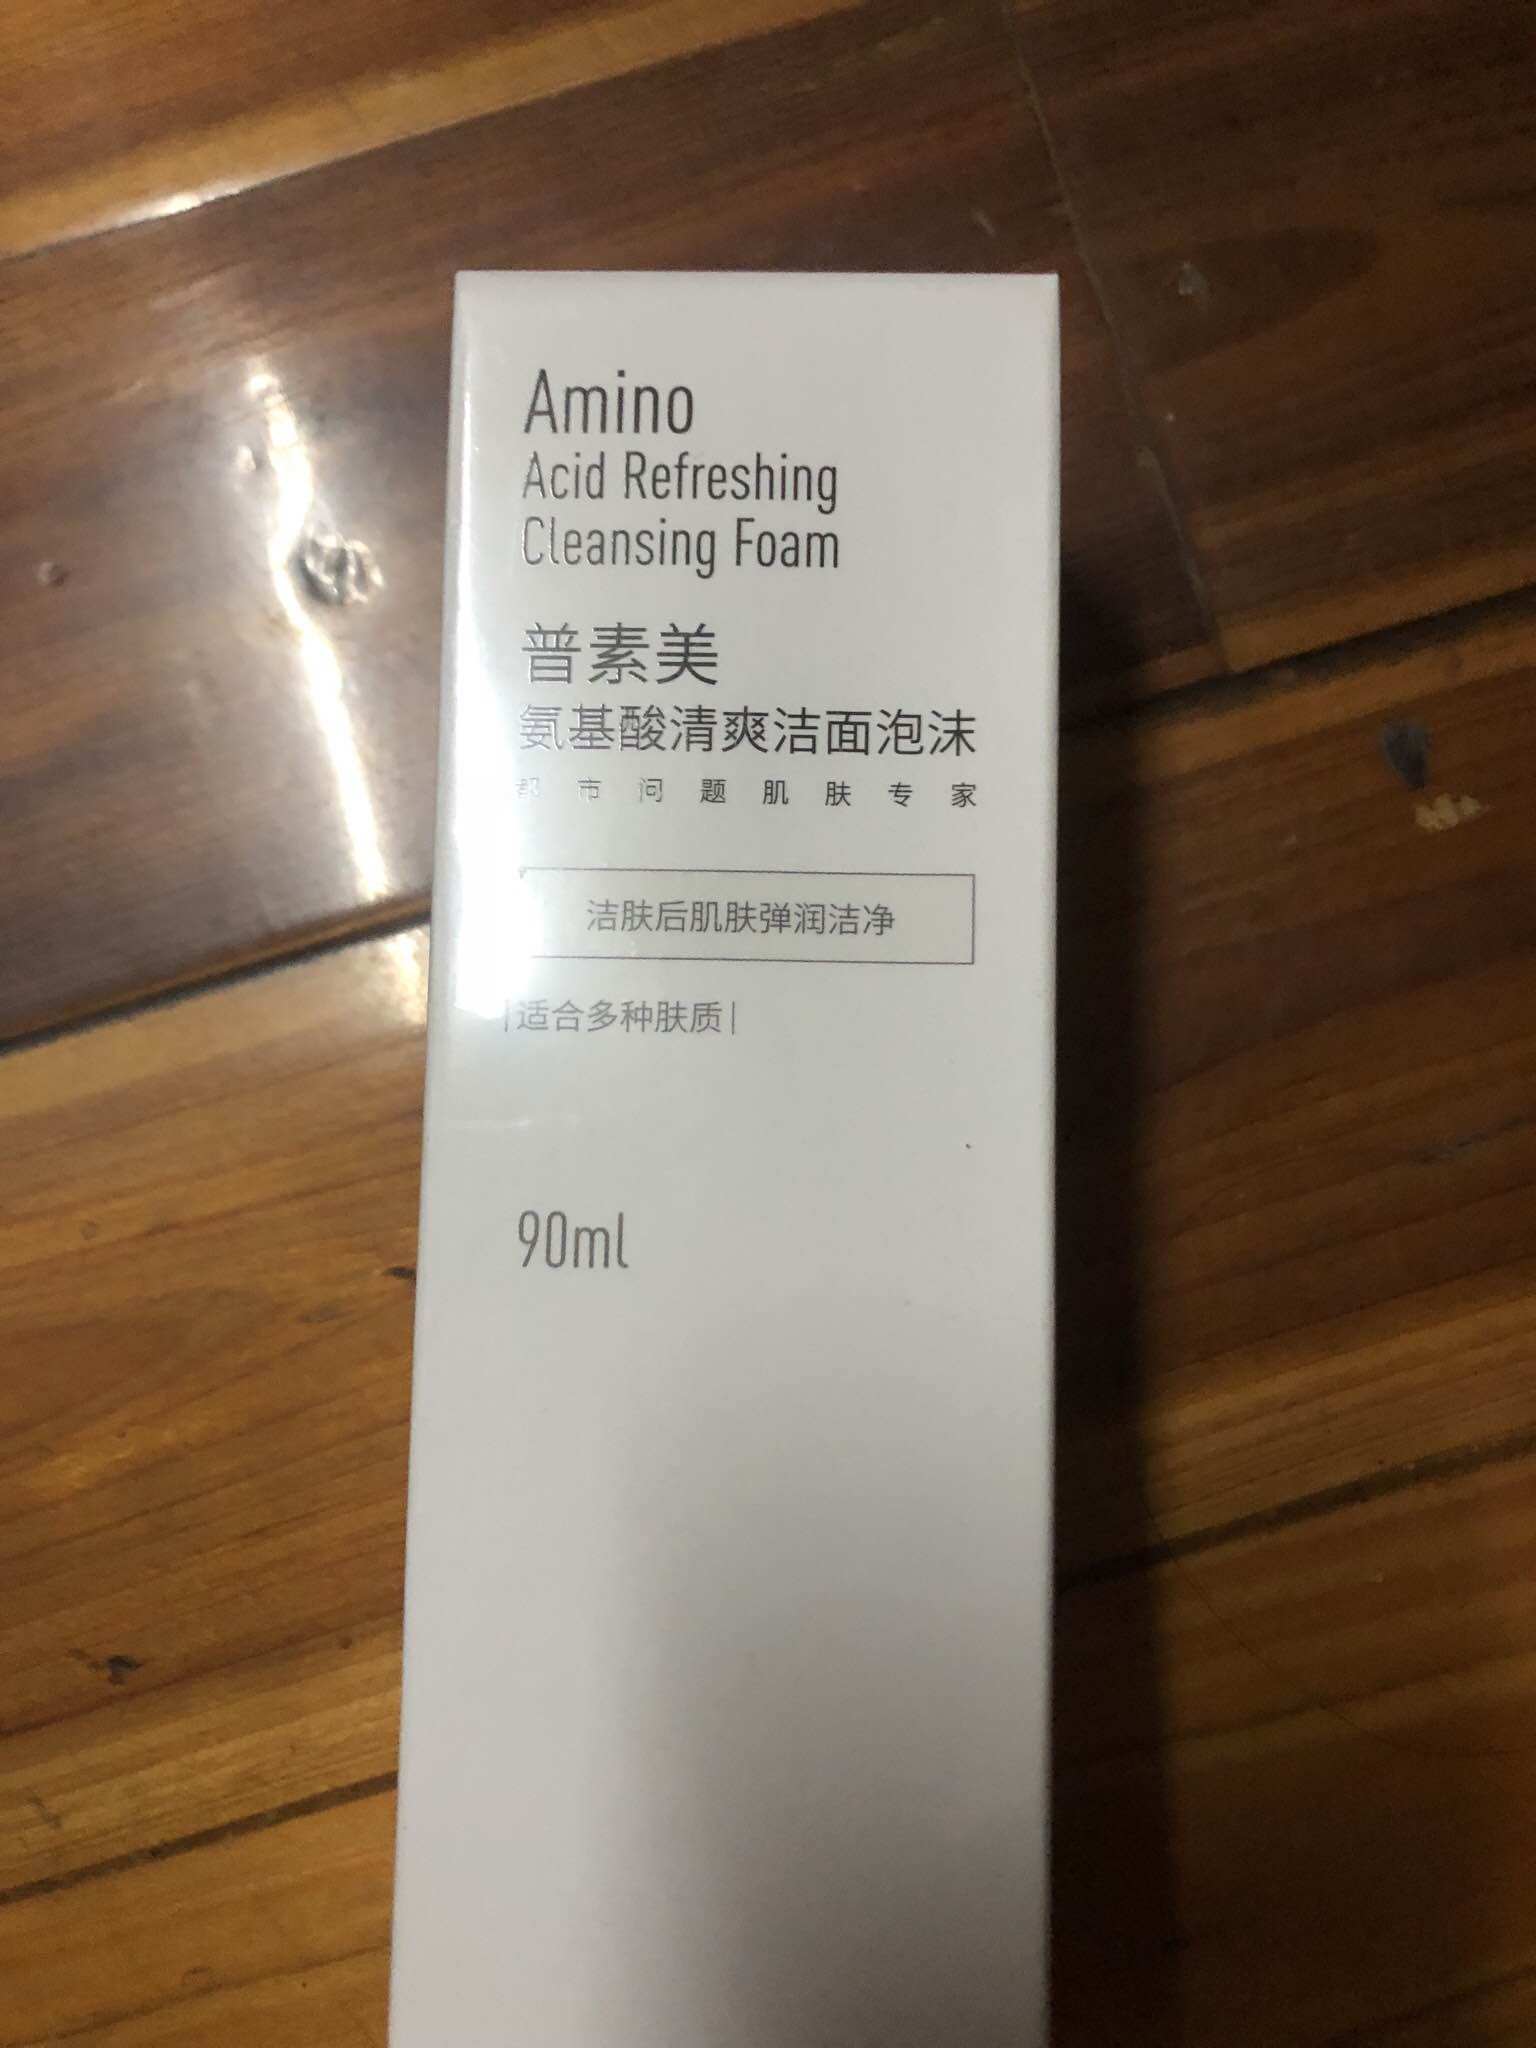 Amino
Acid Refreshing
Cleansing Foam
普素美
氨基酸清爽洁面泡沫
都市问题肌肤专家
洁肤后肌肤弹润洁净
|适合多种肤质|
90ml